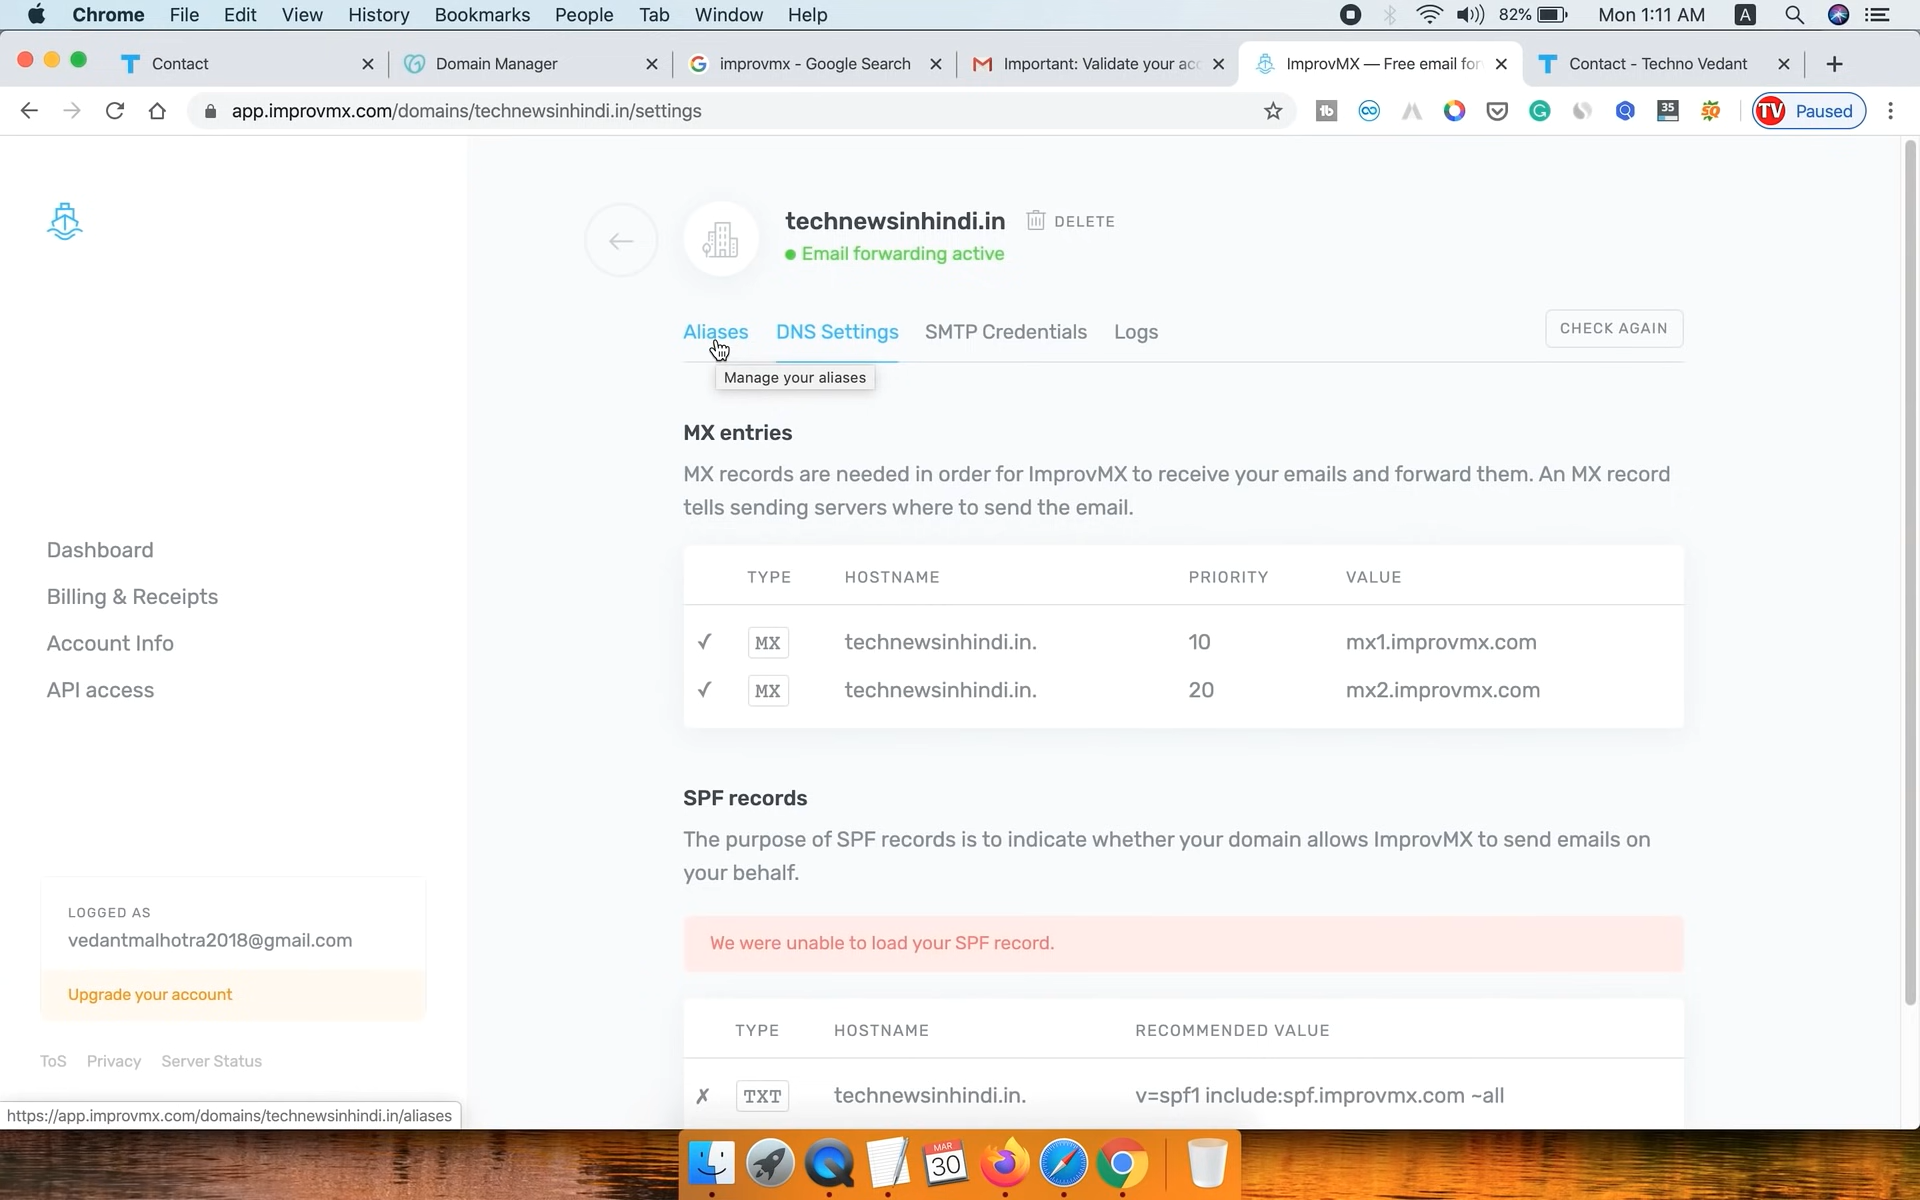 Chrome File Edit View History Bookmarks People Tab Window Help 82% Mon 1:11 AM A
Contact Domain Manager improvmx - Google Search Important: Validate your acc ImprovMX — Free email for Contact - Techno Vedant
app.improvmx.com/domains/technewsinhindi.in/settings tb 35 SQ TV Paused
technewsinhindi.in DELETE
Email forwarding active
Aliases DNS Settings SMTP Credentials Logs CHECK AGAIN
Manage your aliases
MX entries
MX records are needed in order for ImprovMX to receive your emails and forward them. An MX record
tells sending servers where to send the email.
TYPE HOSTNAME PRIORITY VALUE
✓ MX technewsinhindi.in. 10 mx1.improvmx.com
✓ MX technewsinhindi.in. 20 mx2.improvmx.com
SPF records
The purpose of SPF records is to indicate whether your domain allows ImprovMX to send emails on
your behalf.
We were unable to load your SPF record.
TYPE HOSTNAME RECOMMENDED VALUE
✗ TXT technewsinhindi.in. v=spf1 include:spf.improvmx.com ~all
Dashboard
Billing & Receipts
Account Info
API access
LOGGED AS
vedantmalhotra2018@gmail.com
Upgrade your account
ToS Privacy Server Status
https://app.improvmx.com/domains/technewsinhindi.in/aliases
MAR
30